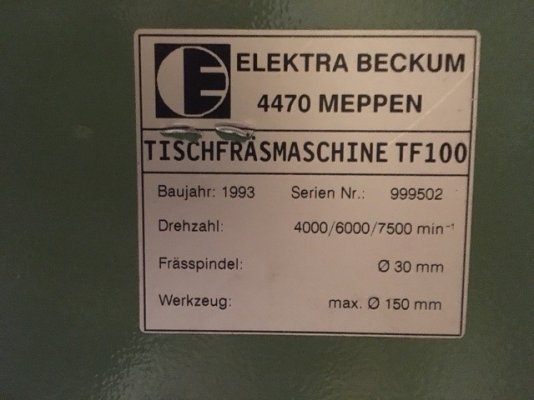 ELEKTRA BECKUM
4470 MEPPEN
TISCHFRÄSMASCHINE TF100
Baujahr: 1993 Serien Nr.: 999502
Drehzahl: 4000/6000/7500 min⁻¹
Frässpindel: Ø 30 mm
Werkzeug: max. Ø 150 mm